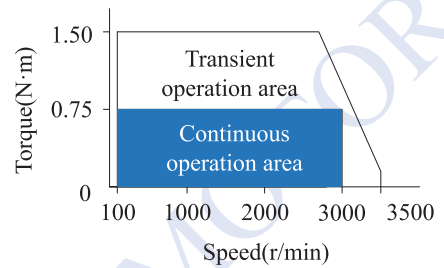 1.50
Transient
operation area
0.75
Continuous
operation area
0
100 1000 2000 3000 3500
Torque(N·m)
Speed(r/min)
MOTOR